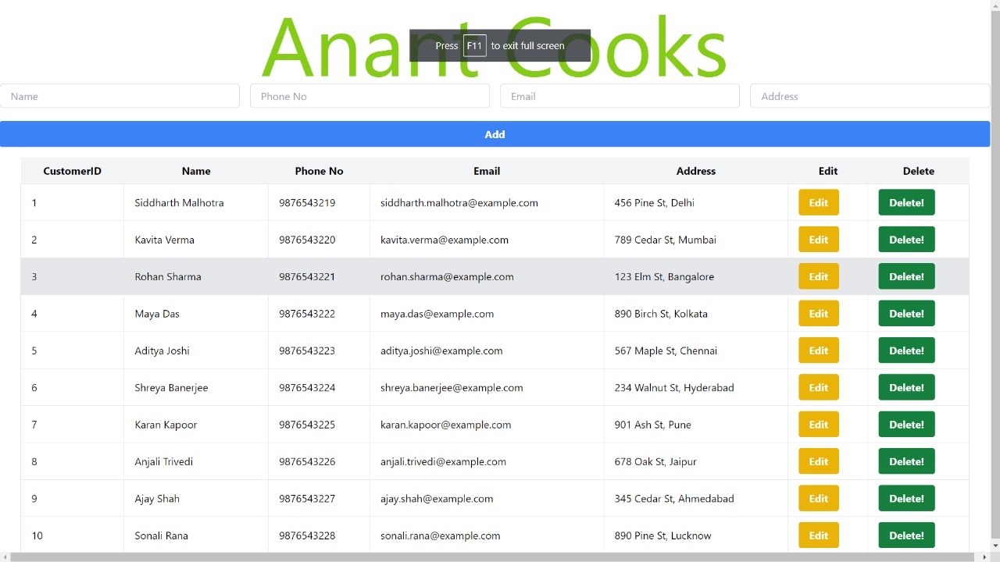 Anant Cooks
Press F11 to exit full screen
Name Phone No Email Address
Add
CustomerID Name Phone No Email Address Edit Delete
1 Siddharth Malhotra 9876543219 siddharth.malhotra@example.com 456 Pine St, Delhi Edit Delete!
2 Kavita Verma 9876543220 kavita.verma@example.com 789 Cedar St, Mumbai Edit Delete!
3 Rohan Sharma 9876543221 rohan.sharma@example.com 123 Elm St, Bangalore Edit Delete!
4 Maya Das 9876543222 maya.das@example.com 890 Birch St, Kolkata Edit Delete!
5 Aditya Joshi 9876543223 aditya.joshi@example.com 567 Maple St, Chennai Edit Delete!
6 Shreya Banerjee 9876543224 shreya.banerjee@example.com 234 Walnut St, Hyderabad Edit Delete!
7 Karan Kapoor 9876543225 karan.kapoor@example.com 901 Ash St, Pune Edit Delete!
8 Anjali Trivedi 9876543226 anjali.trivedi@example.com 678 Oak St, Jaipur Edit Delete!
9 Ajay Shah 9876543227 ajay.shah@example.com 345 Cedar St, Ahmedabad Edit Delete!
10 Sonali Rana 9876543228 sonali.rana@example.com 890 Pine St, Lucknow Edit Delete!